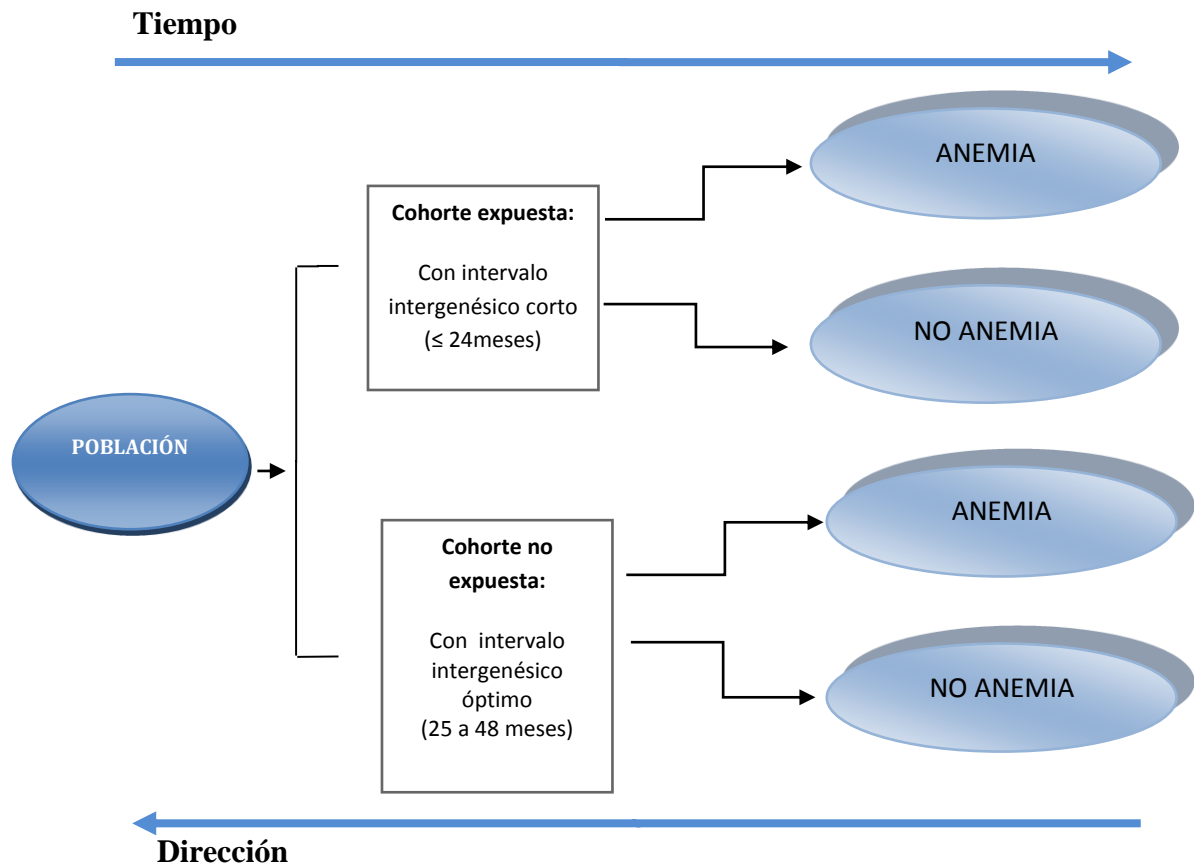 Tiempo
ANEMIA
Cohorte expuesta:
Con intervalo
intergenésico corto
(≤ 24meses)
NO ANEMIA
POBLACIÓN
ANEMIA
Cohorte no
expuesta:
Con intervalo
intergenésico
óptimo
(25 a 48 meses)
NO ANEMIA
Dirección